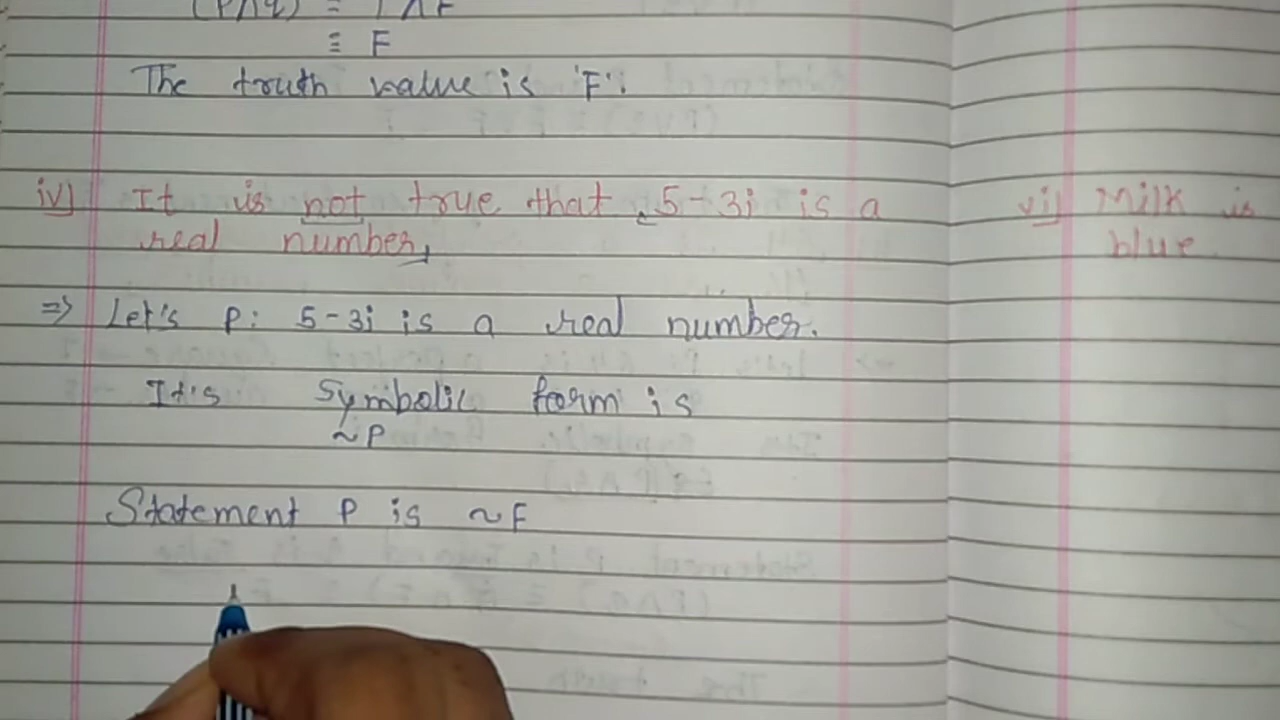 (P∧q) ≡ T∧F
≡ F
The truth value is 'F'.
iv) It is not true that 5-3i is a
real number,
⇒ Let's P: 5-3i is a real number.
It's symbolic form is
~P
Statement P is ~F
vi) Milk is
blue